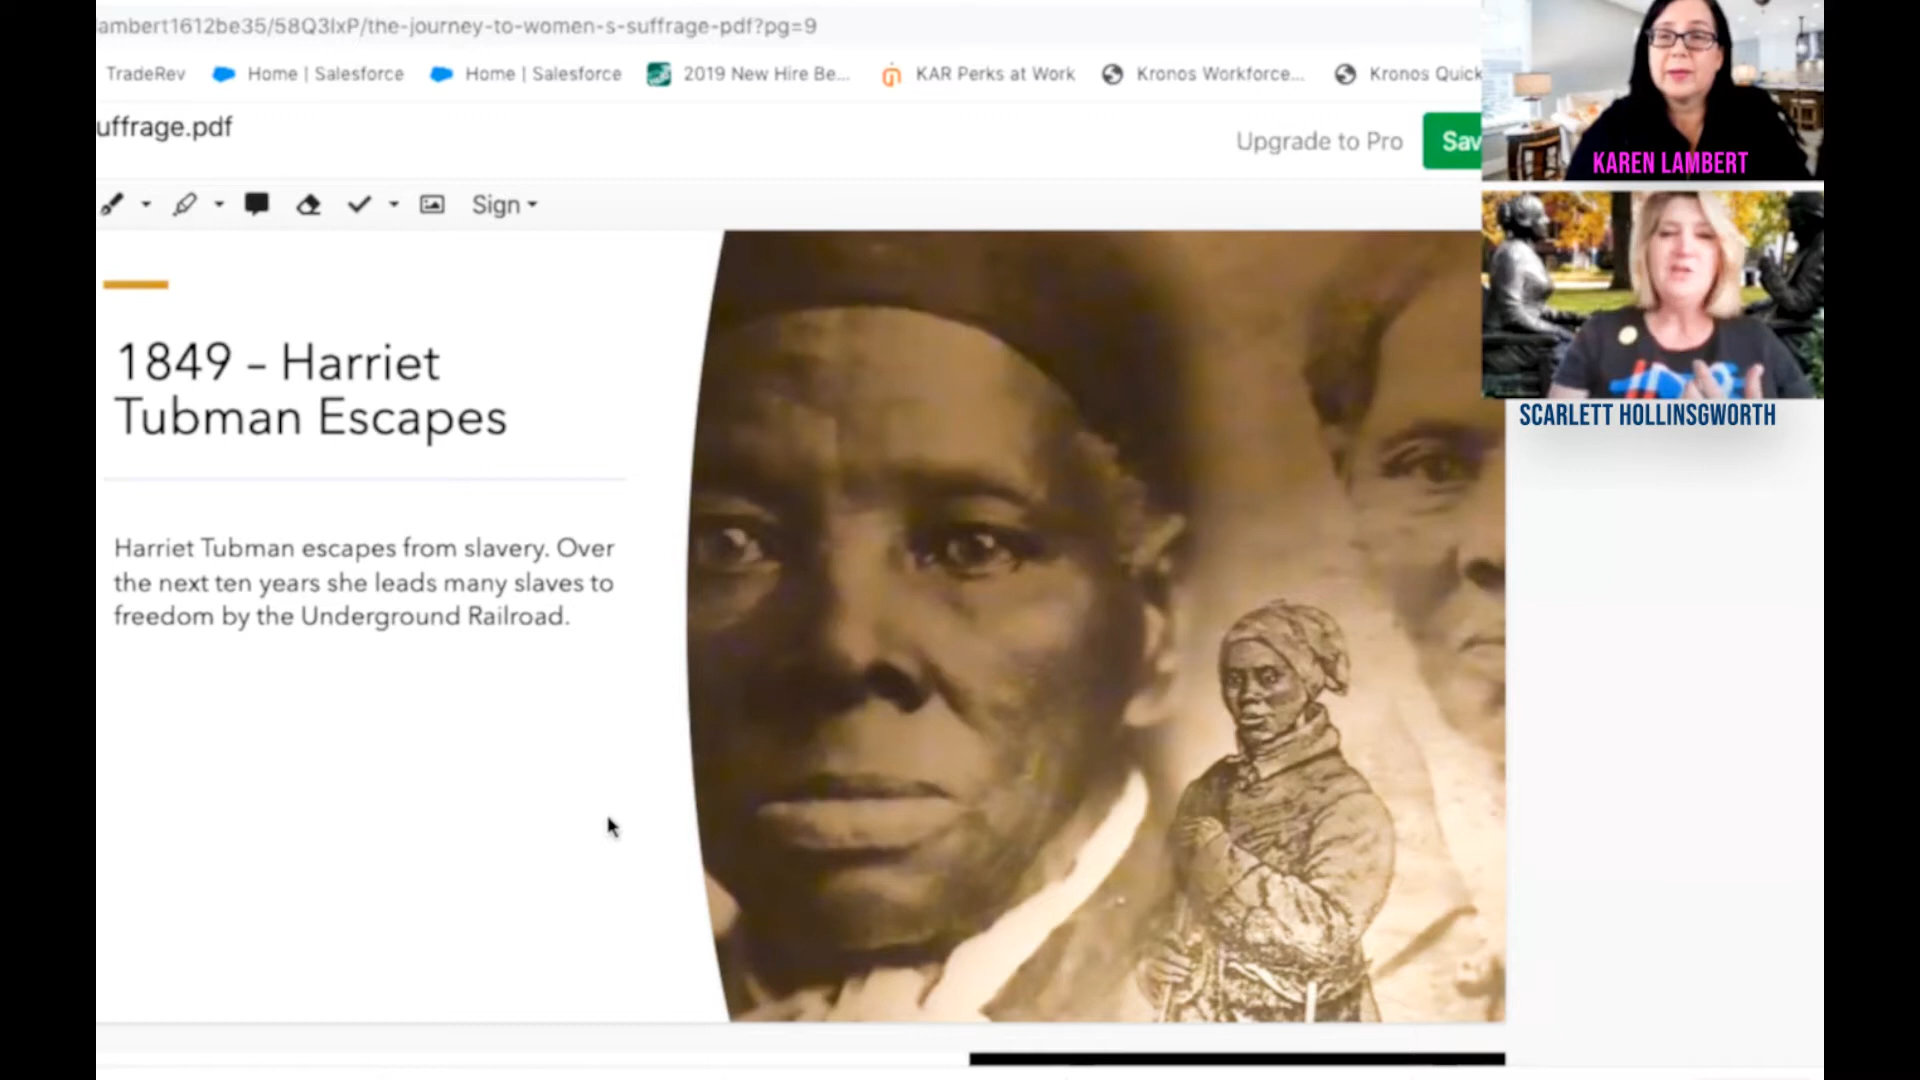 ambert1612be35/58Q3lxP/the-journey-to-women-s-suffrage-pdf?pg=9
TradeRev Home | Salesforce Home | Salesforce 2019 New Hire Be... KAR Perks at Work Kronos Workforce... Kronos Quick
uffrage.pdf
Upgrade to Pro Sav
Sign
KAREN LAMBERT
SCARLETT HOLLINSGWORTH
1849 – Harriet
Tubman Escapes
Harriet Tubman escapes from slavery. Over
the next ten years she leads many slaves to
freedom by the Underground Railroad.